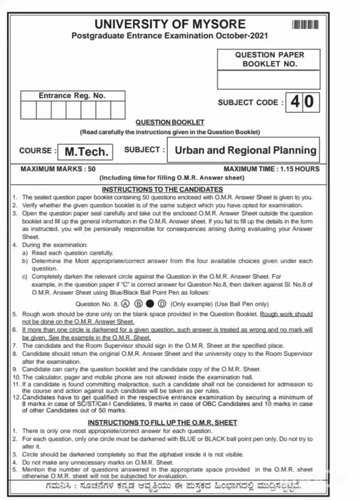 UNIVERSITY OF MYSORE
Postgraduate Entrance Examination October-2021
QUESTION PAPER
BOOKLET NO.
Entrance Reg. No.
SUBJECT CODE : 4 0
QUESTION BOOKLET
(Read carefully the instructions given in the Question Booklet)
COURSE : M.Tech. SUBJECT : Urban and Regional Planning
MAXIMUM MARKS : 50 MAXIMUM TIME : 1.15 HOURS
(Including time for filling O.M.R. Answer sheet)
INSTRUCTIONS TO THE CANDIDATES
1. The sealed question paper booklet containing 50 questions enclosed with O.M.R. Answer Sheet is given to you.
2. Verify whether the given question booklet is of the same subject which you have opted for examination.
3. Open the question paper seal carefully and take out the enclosed O.M.R. Answer Sheet outside the question
booklet and fill up the general information in the O.M.R. Answer sheet. If you fail to fill up the details in the form
as instructed, you will be personally responsible for consequences arising during evaluating your Answer
Sheet.
4. During the examination:
a) Read each question carefully.
b) Determine the Most appropriate/correct answer from the four available choices given under each
question.
c) Completely darken the relevant circle against the Question in the O.M.R. Answer Sheet. For
example, in the question paper if "C" is correct answer for Question No.8, then darken against Sl. No.8 of
O.M.R. Answer Sheet using Blue/Black Ball Point Pen as follows:
Question No. 8. A B ● D (Only example) (Use Ball Pen only)
5. Rough work should be done only on the blank space provided in the Question Booklet. Rough work should
not be done on the O.M.R. Answer Sheet.
6. If more than one circle is darkened for a given question, such answer is treated as wrong and no mark will
be given. See the example in the O.M.R. Sheet.
7. The candidate and the Room Supervisor should sign in the O.M.R. Sheet at the specified place.
8. Candidate should return the original O.M.R. Answer Sheet and the university copy to the Room Supervisor
after the examination.
9. Candidate can carry the question booklet and the candidate copy of the O.M.R. Sheet.
10. The calculator, pager and mobile phone are not allowed inside the examination hall.
11. If a candidate is found committing malpractice, such a candidate shall not be considered for admission to
the course and action against such candidate will be taken as per rules.
12. Candidates have to get qualified in the respective entrance examination by securing a minimum of
8 marks in case of SC/ST/Cat-I Candidates, 9 marks in case of OBC Candidates and 10 marks in case
of other Candidates out of 50 marks.
INSTRUCTIONS TO FILL UP THE O.M.R. SHEET
1. There is only one most appropriate/correct answer for each question.
2. For each question, only one circle must be darkened with BLUE or BLACK ball point pen only. Do not try to
alter it.
3. Circle should be darkened completely so that the alphabet inside it is not visible.
4. Do not make any unnecessary marks on O.M.R. Sheet.
5. Mention the number of questions answered in the appropriate space provided in the O.M.R. sheet
otherwise O.M.R. sheet will not be subjected for evaluation.
ಗಮನಿಸಿ : ಸೂಚನೆಗಳ ಕನ್ನಡ ಆವೃತ್ತಿಯು ಈ ಪುಸ್ತಕದ ಹಿಂಭಾಗದಲ್ಲಿ ಮುದ್ರಿಸಲ್ಪಟ್ಟಿದೆ.